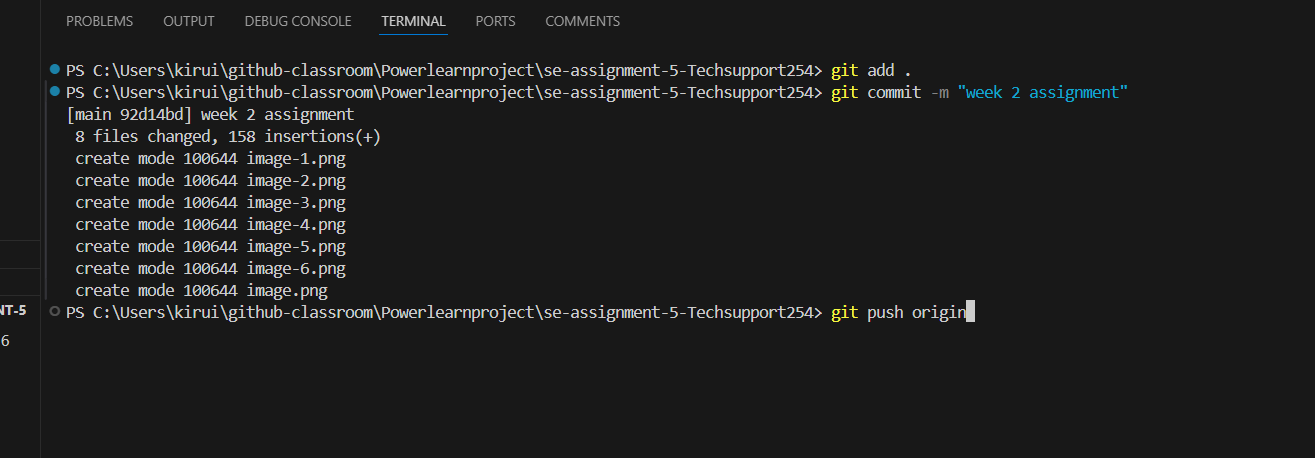 PROBLEMS OUTPUT DEBUG CONSOLE TERMINAL PORTS COMMENTS
PS C:\Users\kirui\github-classroom\Powerlearnproject\se-assignment-5-Techsupport254> git add .
PS C:\Users\kirui\github-classroom\Powerlearnproject\se-assignment-5-Techsupport254> git commit -m "week 2 assignment"
[main 92d14bd] week 2 assignment
8 files changed, 158 insertions(+)
create mode 100644 image-1.png
create mode 100644 image-2.png
create mode 100644 image-3.png
create mode 100644 image-4.png
create mode 100644 image-5.png
create mode 100644 image-6.png
create mode 100644 image.png
NT-5
PS C:\Users\kirui\github-classroom\Powerlearnproject\se-assignment-5-Techsupport254> git push origin
6